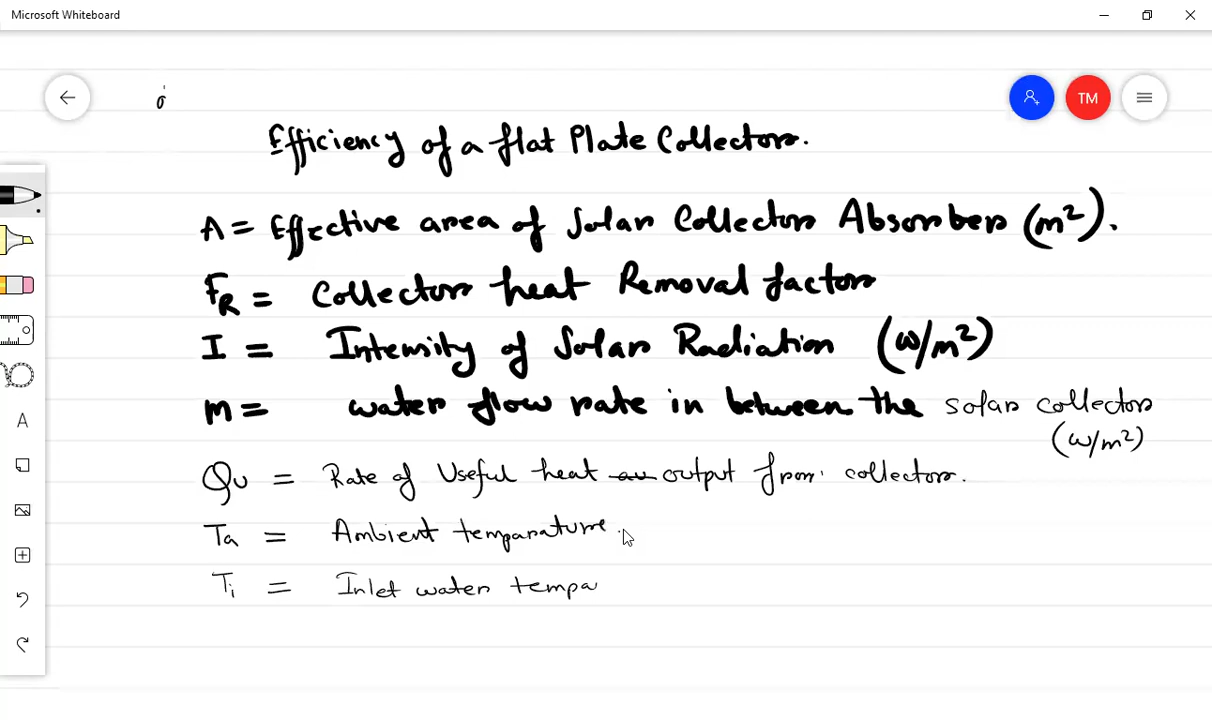 Microsoft Whiteboard
TM
Efficiency of a flat Plate Collector.
A = Effective area of Solar Collector Absorber (m²).
FR = Collector heat Removal factor
I = Intensity of Solar Radiation (W/m²)
m = water flow rate in between the solar collector
(W/m²)
Qu = Rate of Useful heat output from collector.
Ta = Ambient temparature.
Ti = Inlet water tempa
A